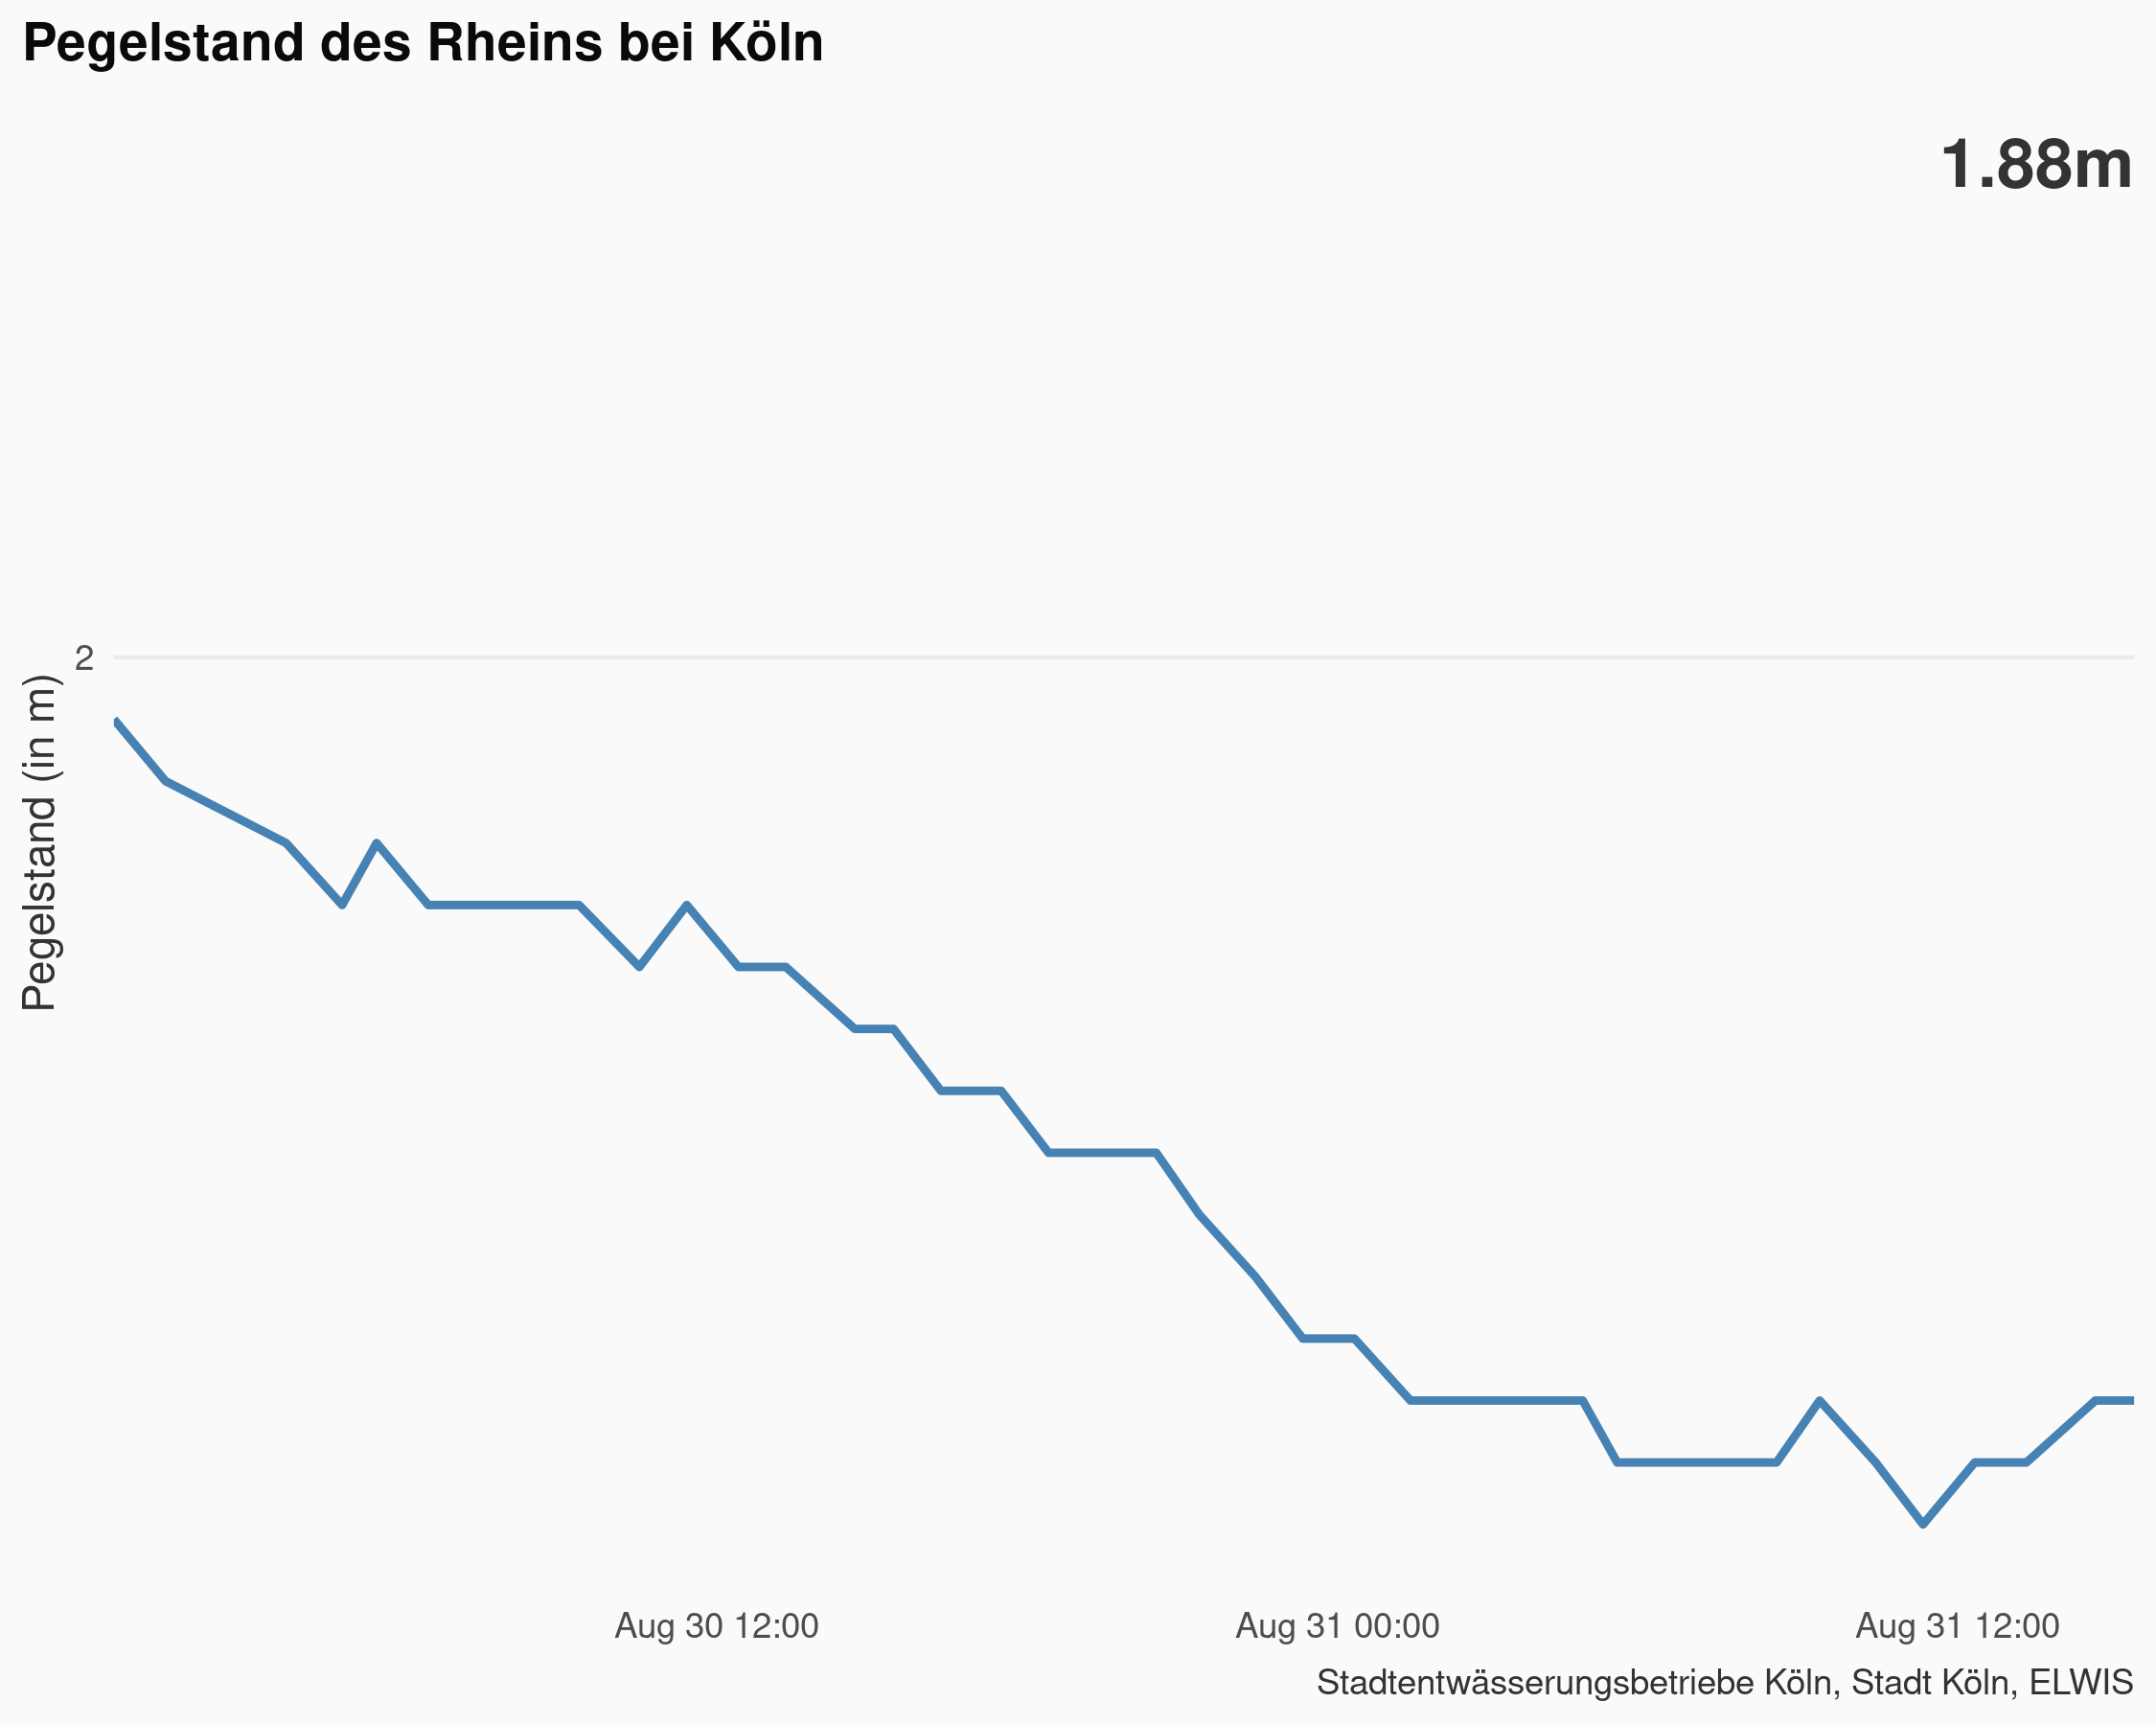 Pegelstand des Rheins bei Köln
1.88m
2
Pegelstand (in m)
Aug 30 12:00
Aug 31 00:00
Aug 31 12:00
Stadtentwässerungsbetriebe Köln, Stadt Köln, ELWIS